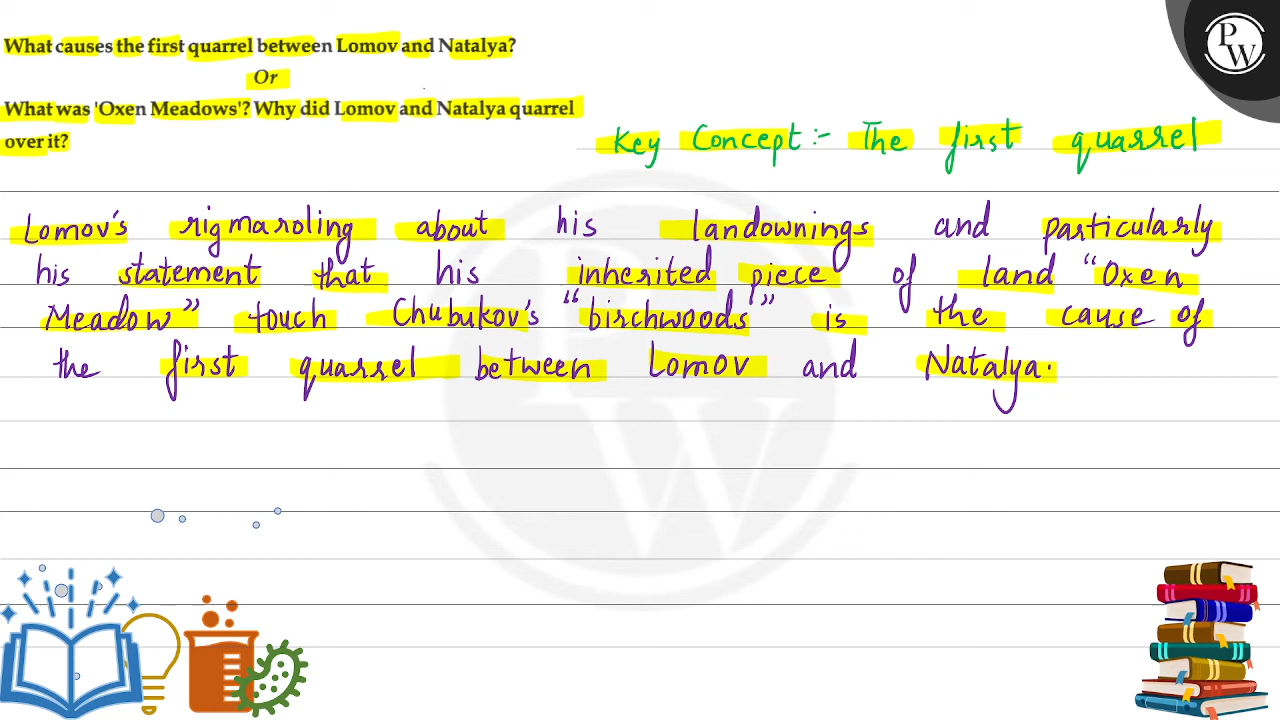 What causes the first quarrel between Lomov and Natalya?
Or
What was 'Oxen Meadows'? Why did Lomov and Natalya quarrel
over it?
Key Concept:- The first quarrel
Lomov's rigmaroling about his landownings and particularly
his statement that his inherited piece of land "Oxen
Meadow" touch Chubukov's "birchwoods" is the cause of
the first quarrel between Lomov and Natalya.
PW
PW